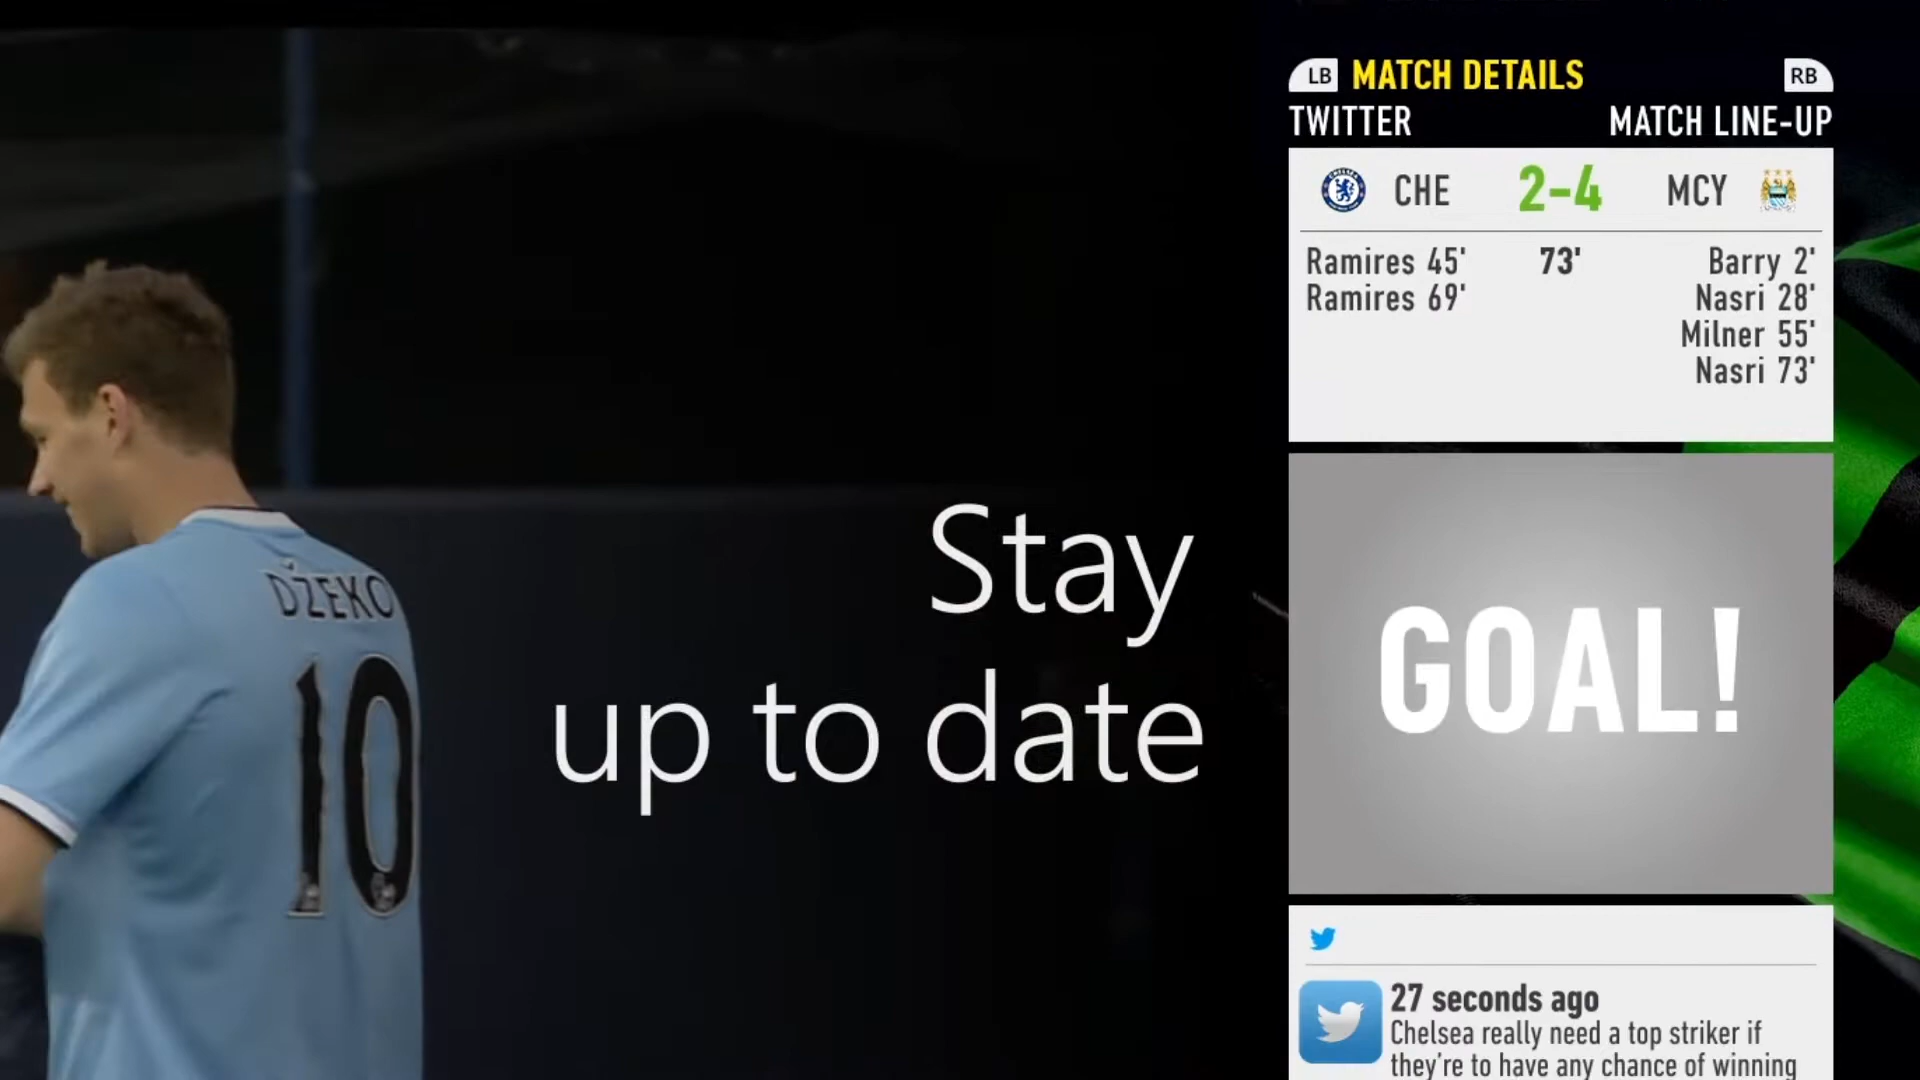 DŽEKO
10
Stay
up to date
LB MATCH DETAILS RB
TWITTER MATCH LINE-UP
CHE 2-4 MCY
Ramires 45' 73' Barry 2'
Ramires 69' Nasri 28'
Milner 55'
Nasri 73'
GOAL!
27 seconds ago
Chelsea really need a top striker if
they're to have any chance of winning